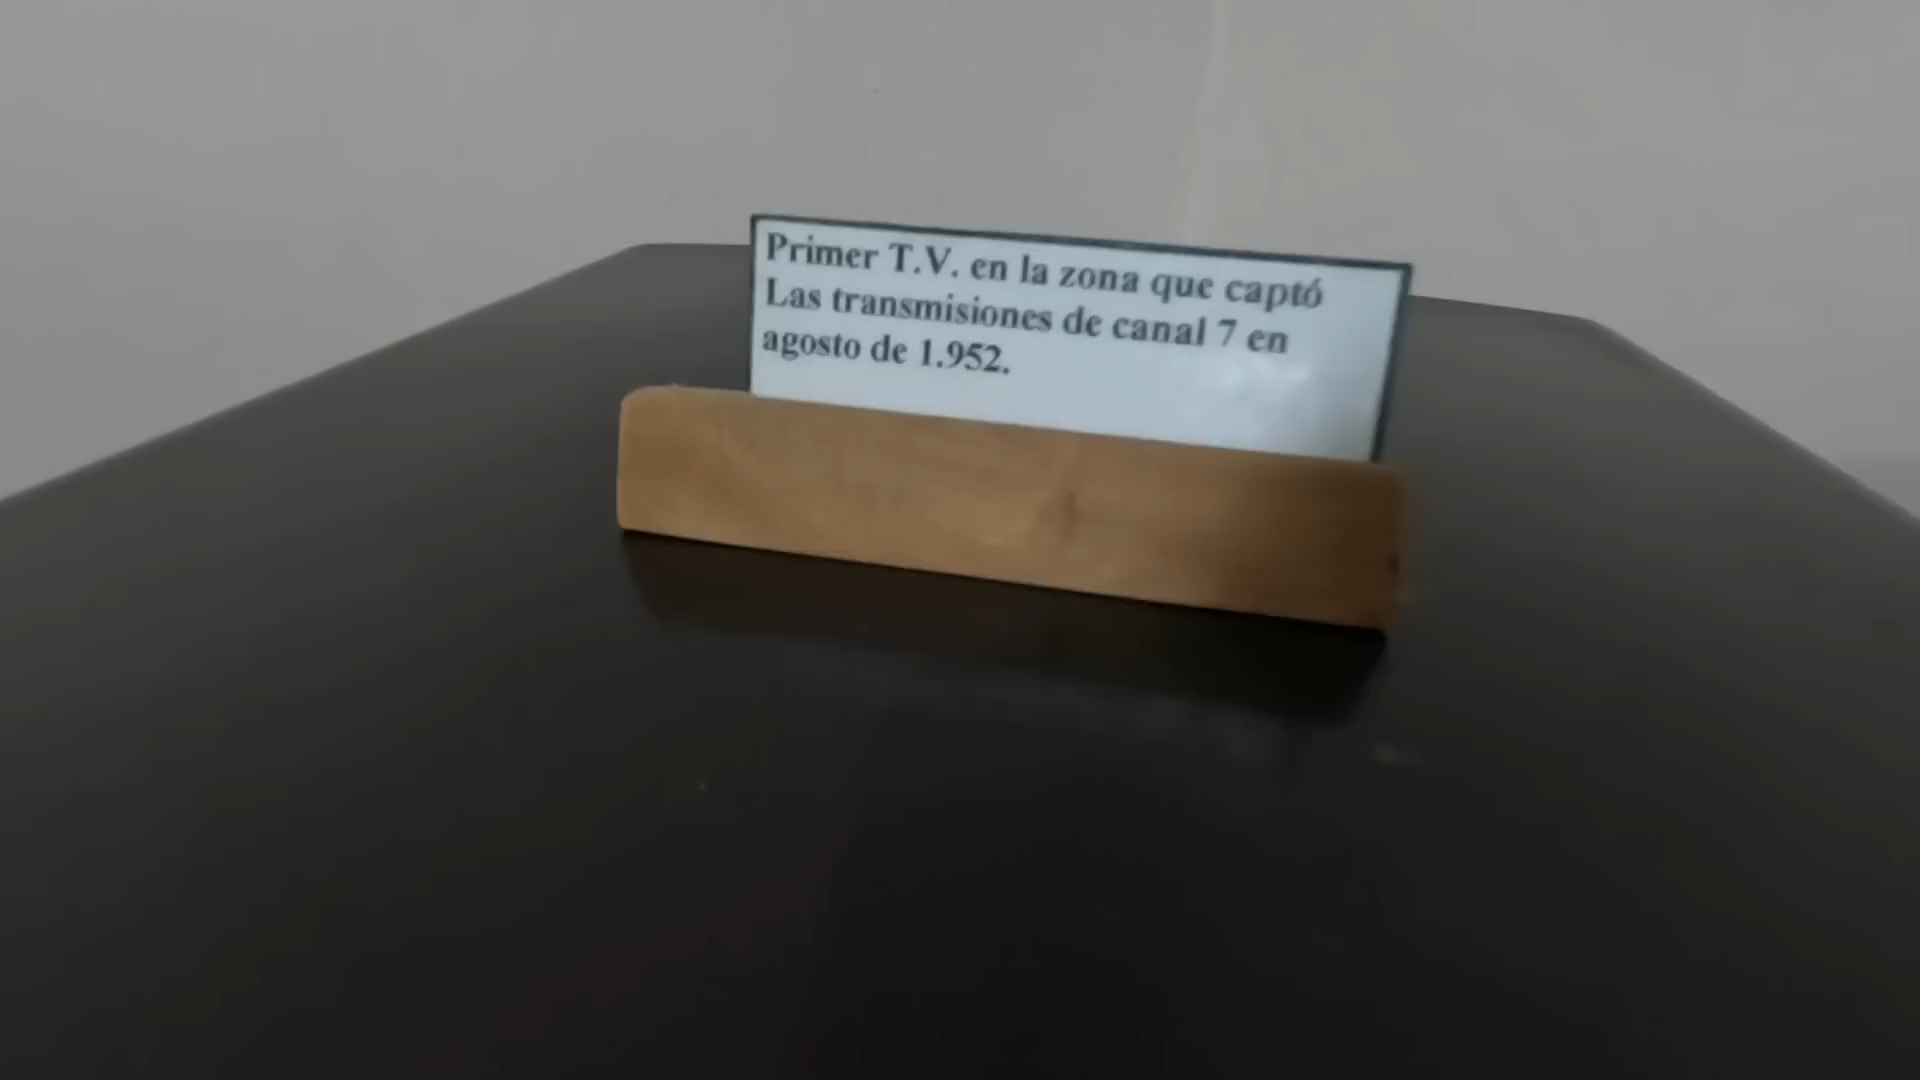 Primer T.V. en la zona que captó
Las transmisiones de canal 7 en
agosto de 1.952.